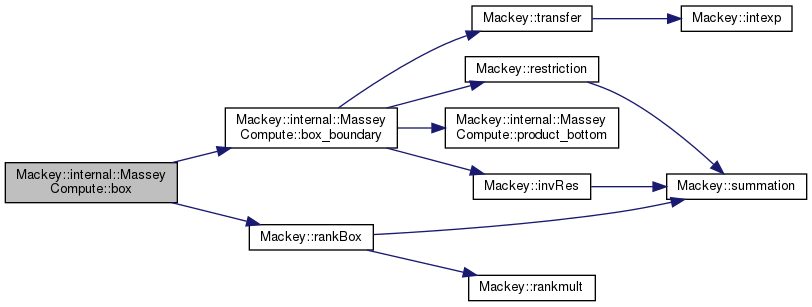 Mackey::internal::Massey
Compute::box
Mackey::internal::Massey
Compute::box_boundary
Mackey::transfer
Mackey::intexp
Mackey::restriction
Mackey::internal::Massey
Compute::product_bottom
Mackey::invRes
Mackey::summation
Mackey::rankBox
Mackey::rankmult